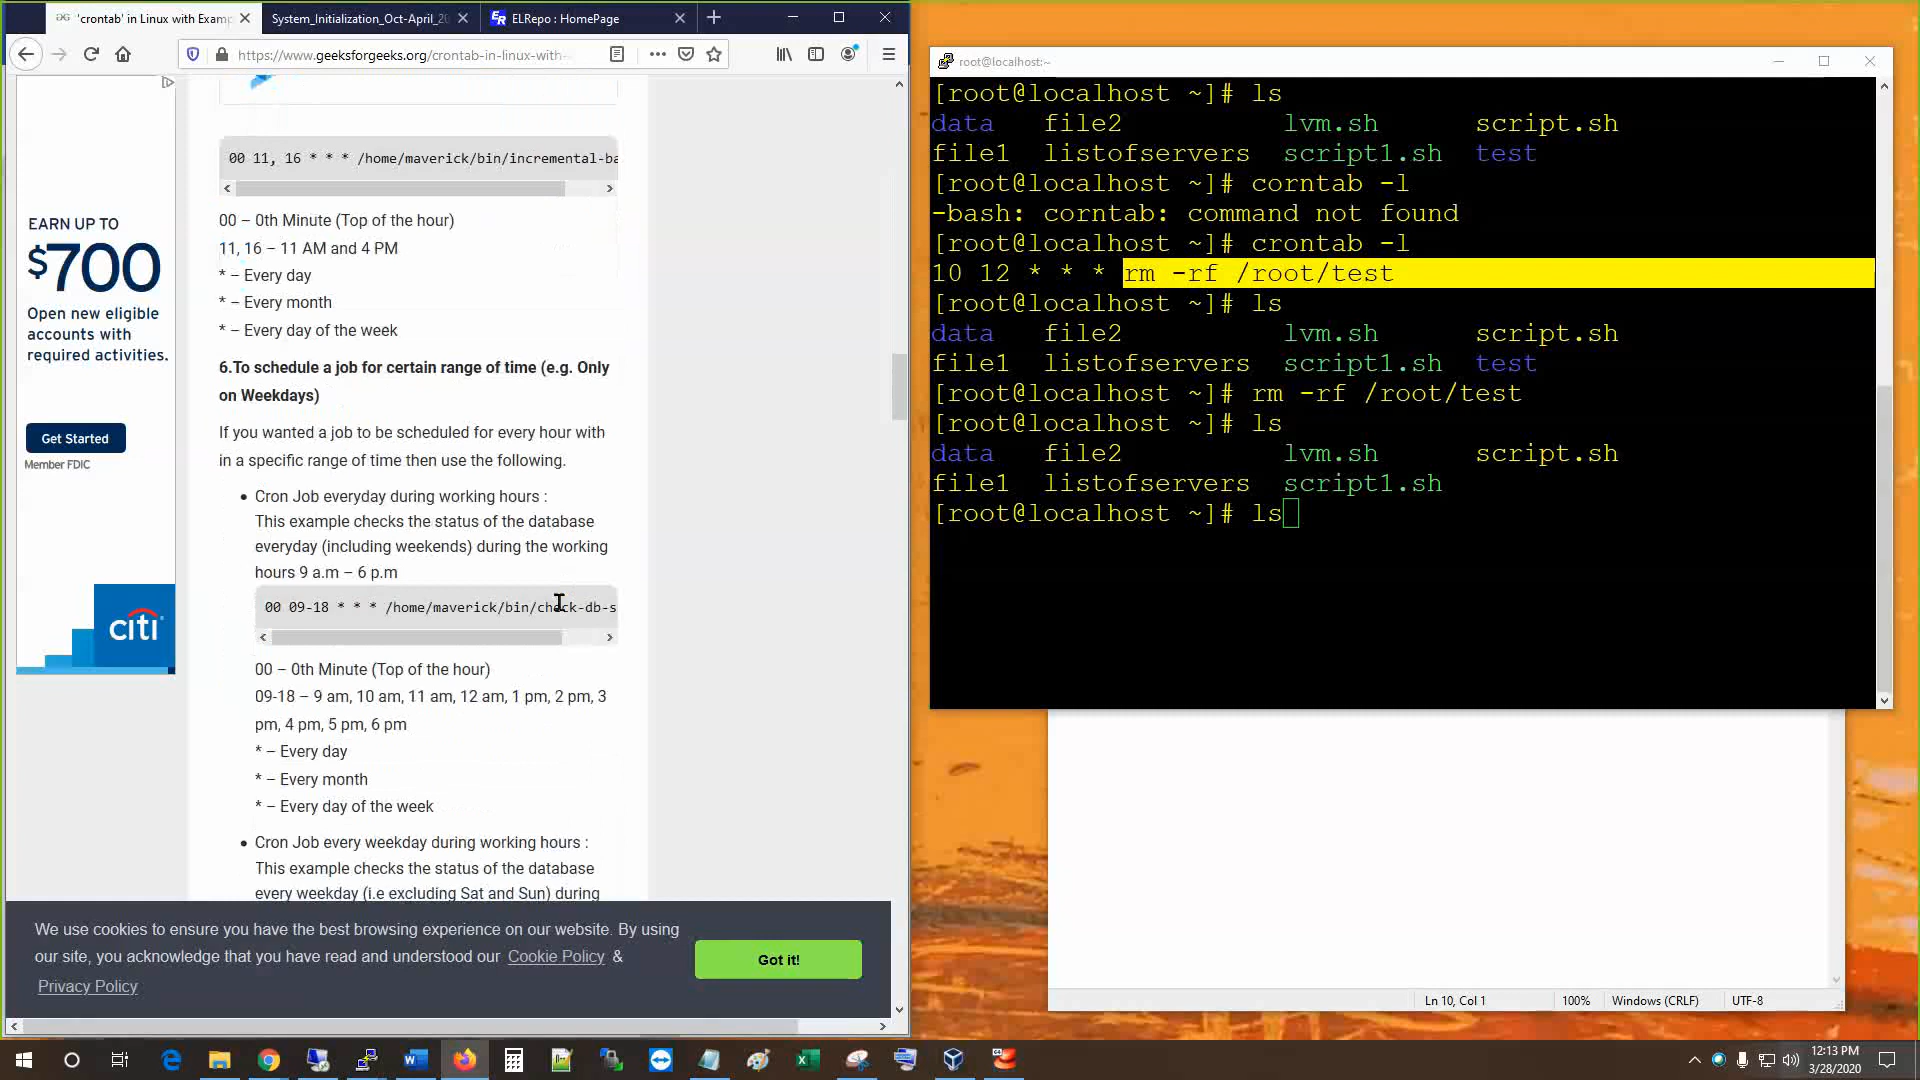 'crontab' in Linux with Examp
System_Initialization_Oct-April_20
ELRepo : HomePage
https://www.geeksforgeeks.org/crontab-in-linux-with-
EARN UP TO
$700
Open new eligible
accounts with
required activities.
Get Started
Member FDIC
citi
00 11, 16 * * * /home/maverick/bin/incremental-ba
00 – 0th Minute (Top of the hour)
11, 16 – 11 AM and 4 PM
* – Every day
* – Every month
* – Every day of the week
6.To schedule a job for certain range of time (e.g. Only
on Weekdays)
If you wanted a job to be scheduled for every hour with
in a specific range of time then use the following.
Cron Job everyday during working hours :
This example checks the status of the database
everyday (including weekends) during the working
hours 9 a.m – 6 p.m
00 09-18 * * * /home/maverick/bin/check-db-s
00 – 0th Minute (Top of the hour)
09-18 – 9 am, 10 am, 11 am, 12 am, 1 pm, 2 pm, 3
pm, 4 pm, 5 pm, 6 pm
* – Every day
* – Every month
* – Every day of the week
Cron Job every weekday during working hours :
This example checks the status of the database
every weekday (i.e excluding Sat and Sun) during
We use cookies to ensure you have the best browsing experience on our website. By using
our site, you acknowledge that you have read and understood our Cookie Policy &
Privacy Policy
Got it!
root@localhost:~
[root@localhost ~]# ls
data file2 lvm.sh script.sh
file1 listofservers script1.sh test
[root@localhost ~]# corntab -l
-bash: corntab: command not found
[root@localhost ~]# crontab -l
10 12 * * * rm -rf /root/test
[root@localhost ~]# ls
data file2 lvm.sh script.sh
file1 listofservers script1.sh test
[root@localhost ~]# rm -rf /root/test
[root@localhost ~]# ls
data file2 lvm.sh script.sh
file1 listofservers script1.sh
[root@localhost ~]# ls
Ln 10, Col 1
100%
Windows (CRLF)
UTF-8
12:13 PM
3/28/2020